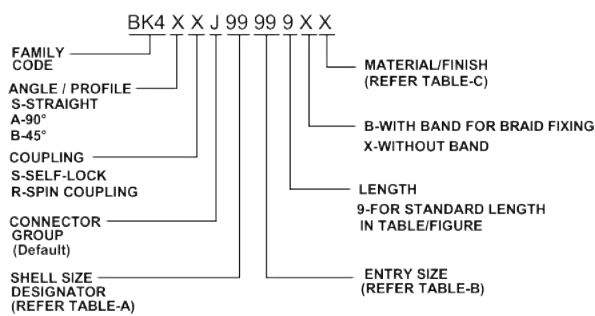 BK4 X X J 99 99 9 X X
FAMILY
CODE
ANGLE / PROFILE
S-STRAIGHT
A-90°
B-45°
COUPLING
S-SELF-LOCK
R-SPIN COUPLING
CONNECTOR
GROUP
(Default)
SHELL SIZE
DESIGNATOR
(REFER TABLE-A)
MATERIAL/FINISH
(REFER TABLE-C)
B-WITH BAND FOR BRAID FIXING
X-WITHOUT BAND
LENGTH
9-FOR STANDARD LENGTH
IN TABLE/FIGURE
ENTRY SIZE
(REFER TABLE-B)